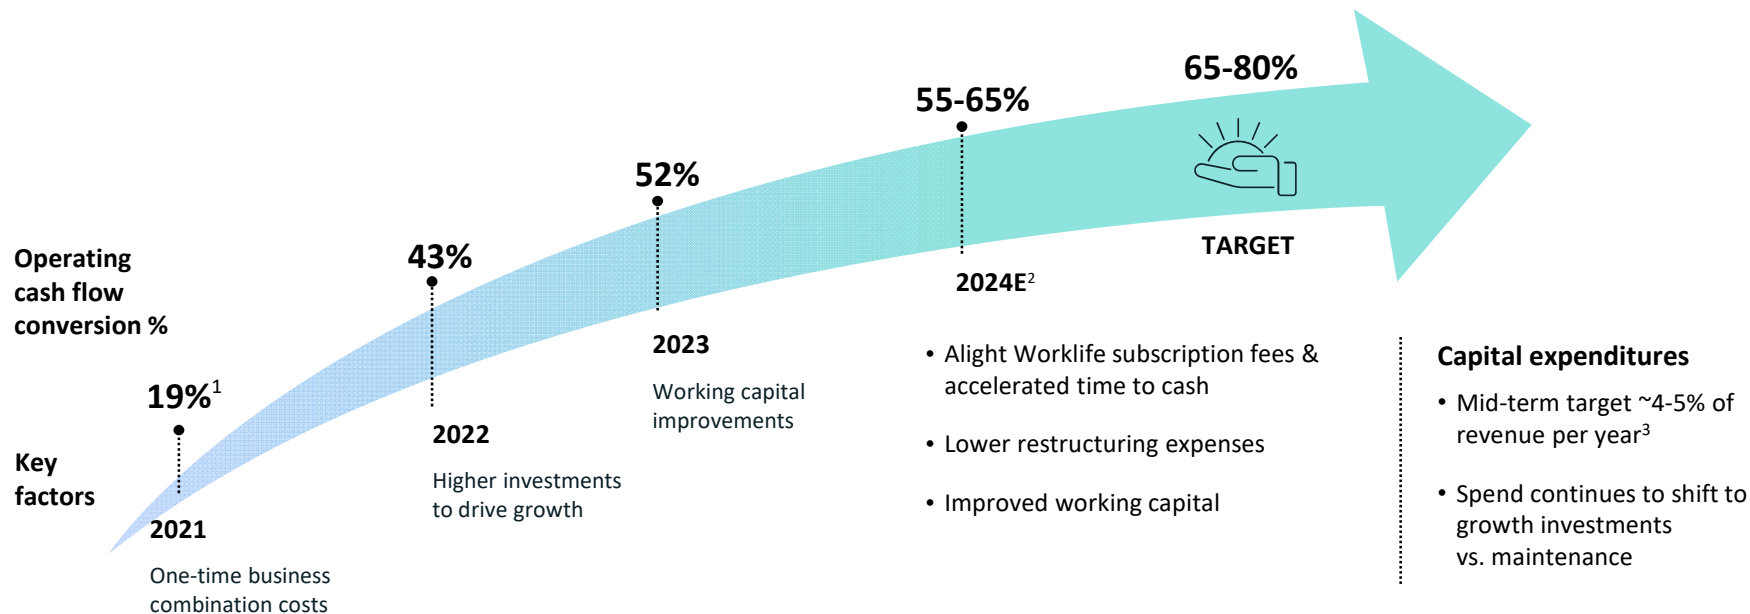 Operating
cash flow
conversion %
Key
factors
19%1
2021
One-time business
combination costs
43%
2022
Higher investments
to drive growth
52%
2023
Working capital
improvements
55-65%
2024E2
65-80%
TARGET
• Alight Worklife subscription fees &
accelerated time to cash
• Lower restructuring expenses
• Improved working capital
Capital expenditures
• Mid-term target ~4-5% of
revenue per year3
• Spend continues to shift to
growth investments
vs. maintenance